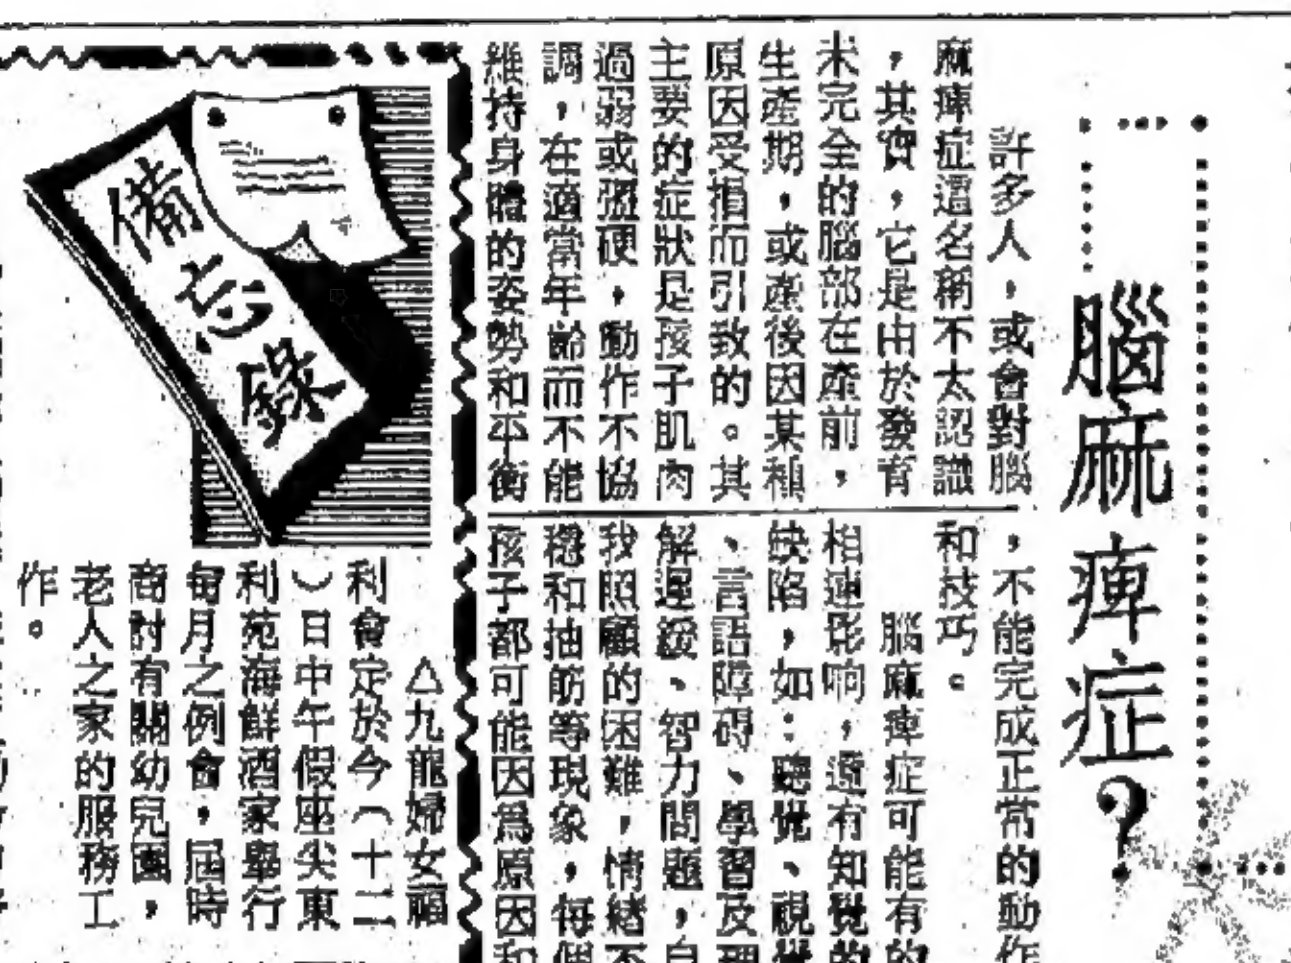 腦麻痺症？
許多人，或會對腦
麻痺症這名稱不太認識
，其實，它是由於發育
未完全的腦部在產前，
生產期，或產後因某種
原因受損而引致的。其
主要的症狀是孩子肌肉
過弱或強硬，動作不協
調，在適當年齡而不能
維持身體的姿勢和平衡
，不能完成正常的動作
和技巧。
腦麻痺症可能有的
相連影响，還有知覺的
缺陷，如：聽覺、視覺
、言語障碍、學習及理
解遲緩、智力問題，自
我照顧的困難，情緒不
穩和抽筋等現象，每個
孩子都可能因爲原因和
備忘錄
△九龍婦女福
利會定於今（十二
）日中午假座尖東
利苑海鮮酒家舉行
每月之例會，屆時
商討有關幼兒園，
老人之家的服務工
作。